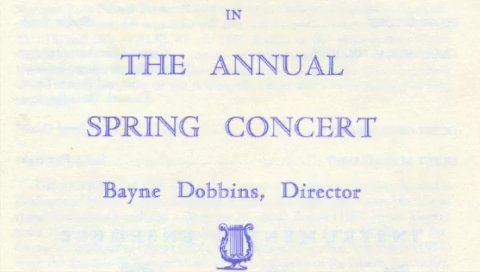 IN
THE ANNUAL
SPRING CONCERT
Bayne Dobbins, Director